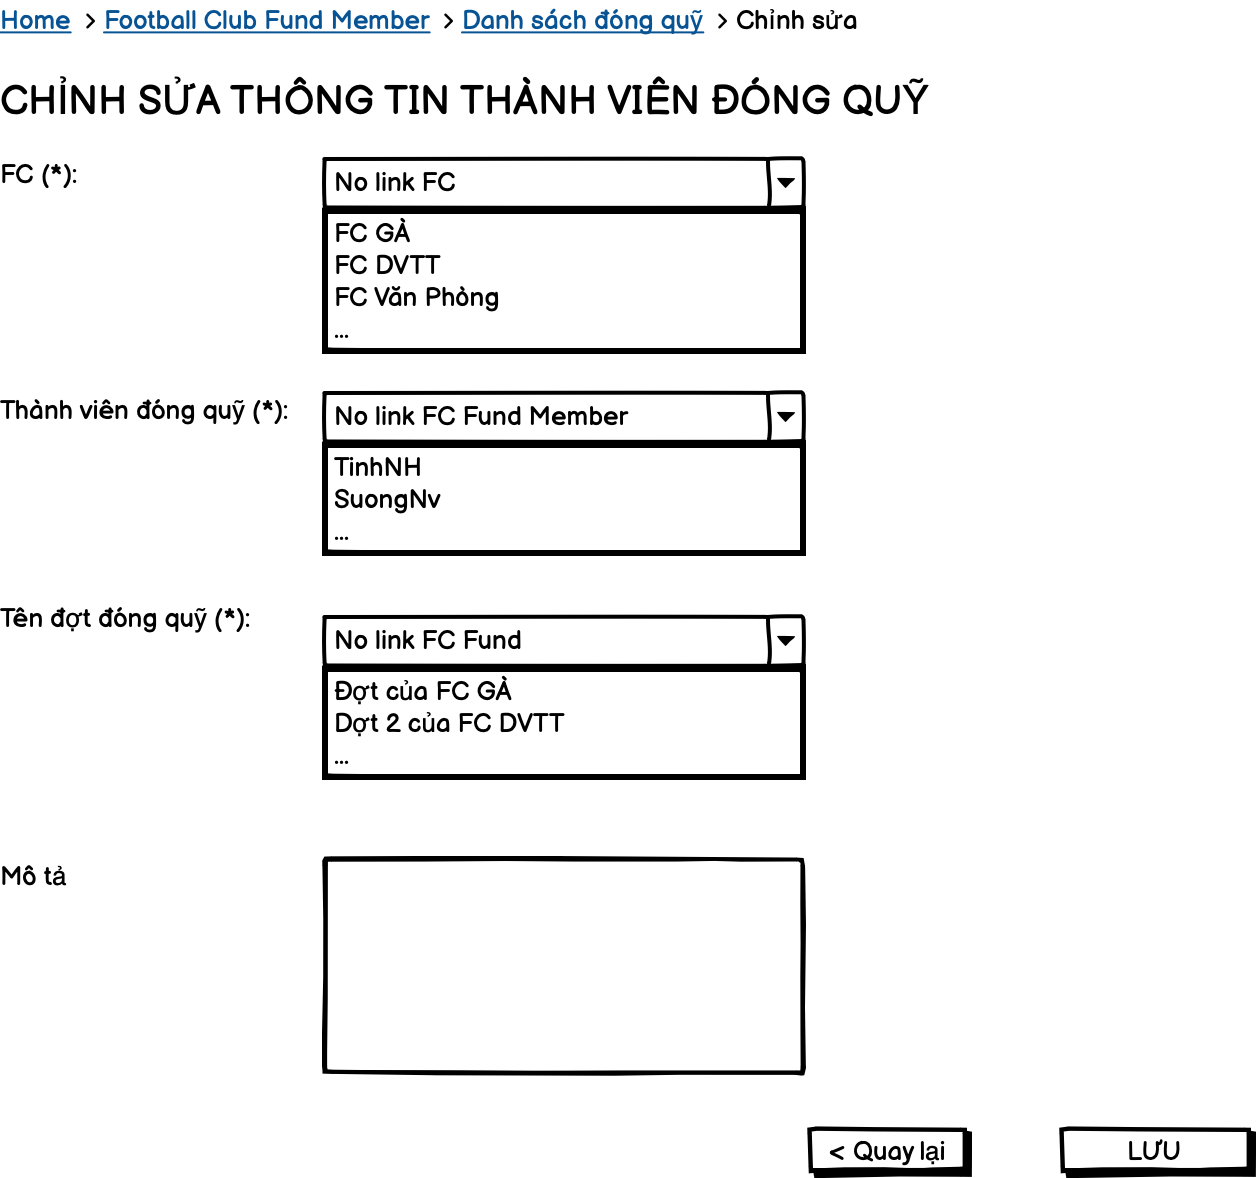 Home > Football Club Fund Member > Danh sách đóng quỹ > Chỉnh sửa
CHỈNH SỬA THÔNG TIN THÀNH VIÊN ĐÓNG QUỸ
FC (*):
No link FC
FC GÀ
FC DVTT
FC Văn Phòng
...
Thành viên đóng quỹ (*):
No link FC Fund Member
TinhNH
SuongNv
...
Tên đợt đóng quỹ (*):
No link FC Fund
Đợt của FC GÀ
Dợt 2 của FC DVTT
...
Mô tả
< Quay lại
LƯU